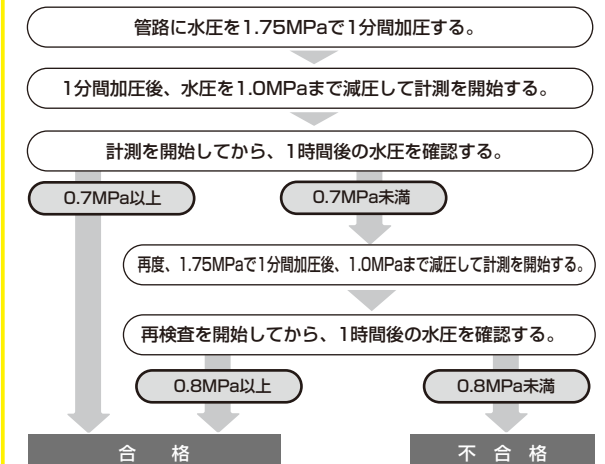 管路に水圧を1.75MPaで1分間加圧する。
1分間加圧後、水圧を1.0MPaまで減圧して計測を開始する。
計測を開始してから、1時間後の水圧を確認する。
0.7MPa以上
0.7MPa未満
再度、1.75MPaで1分間加圧後、1.0MPaまで減圧して計測を開始する。
再検査を開始してから、1時間後の水圧を確認する。
0.8MPa以上
0.8MPa未満
合 格
不 合 格